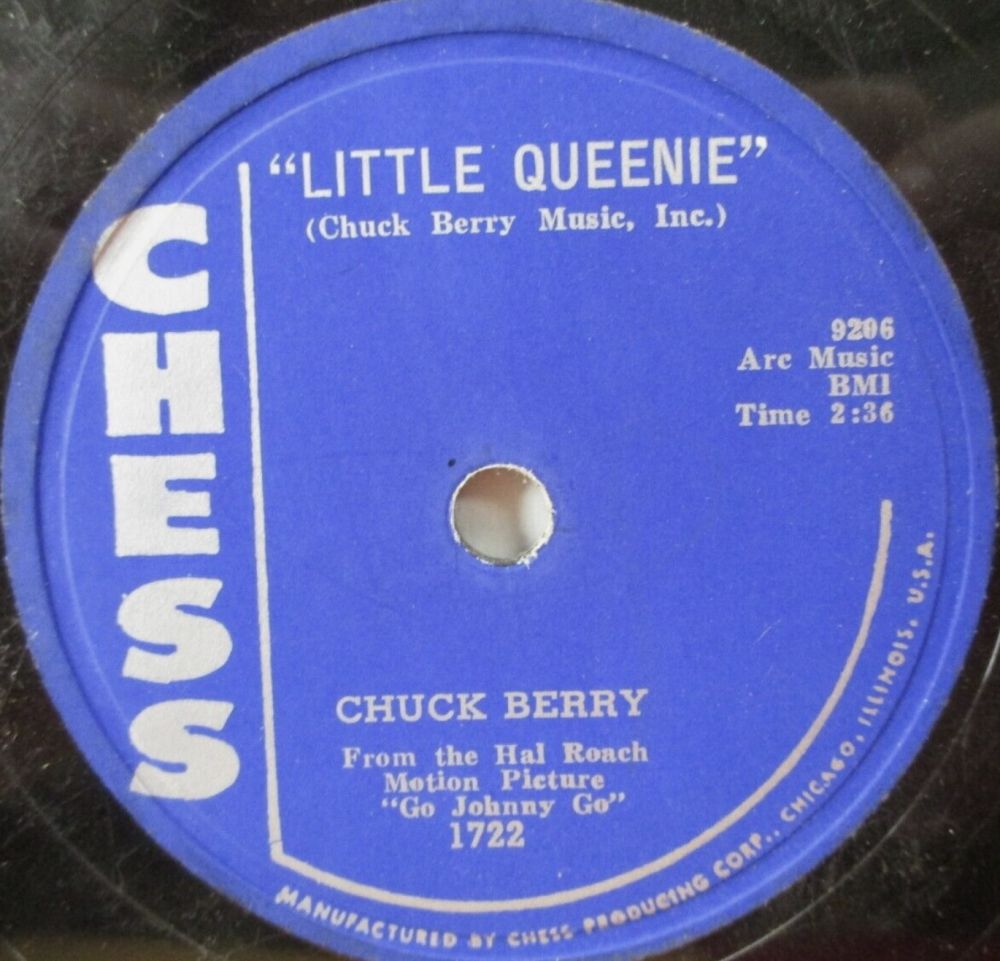 CHESS
“LITTLE QUEENIE”
(Chuck Berry Music, Inc.)
9206
Arc Music
BMI
Time 2:36
CHUCK BERRY
From the Hal Roach
Motion Picture
“Go Johnny Go”
1722
MANUFACTURED BY CHESS PRODUCING CORP., CHICAGO, ILLINOIS, U.S.A.